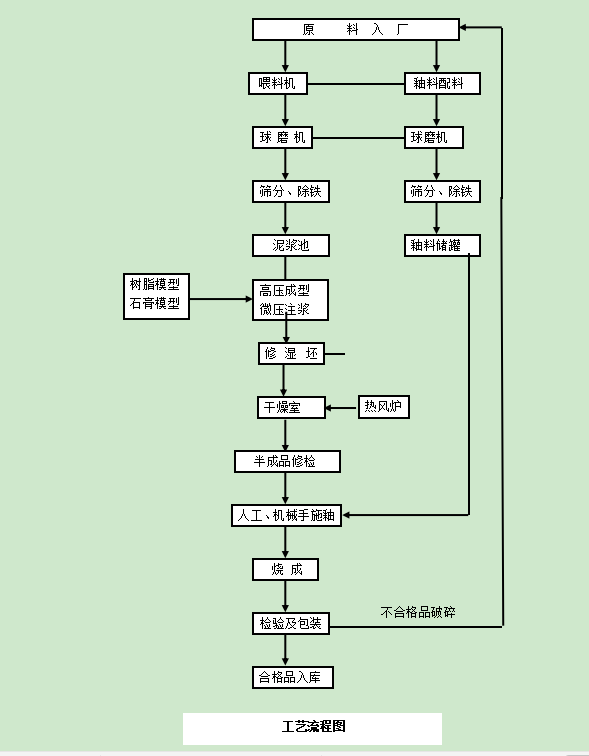 原 料 入 厂
喂料机
釉料配料
球 磨 机
球磨机
筛分、除铁
筛分、除铁
泥浆池
釉料储罐
树脂模型
石膏模型
高压成型
微压注浆
修 湿 坯
干燥室
热风炉
半成品修检
人工、机械手施釉
烧 成
检验及包装
不合格品破碎
合格品入库
工艺流程图